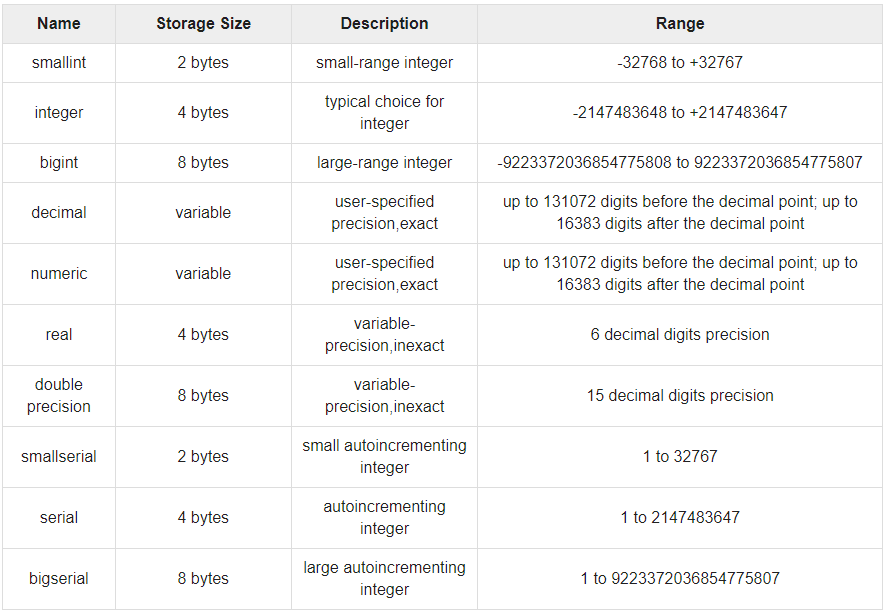 Name Storage Size Description Range
smallint 2 bytes small-range integer -32768 to +32767
integer 4 bytes typical choice for
integer -2147483648 to +2147483647
bigint 8 bytes large-range integer -9223372036854775808 to 9223372036854775807
decimal variable user-specified
precision,exact up to 131072 digits before the decimal point; up to
16383 digits after the decimal point
numeric variable user-specified
precision,exact up to 131072 digits before the decimal point; up to
16383 digits after the decimal point
real 4 bytes variable-
precision,inexact 6 decimal digits precision
double
precision 8 bytes variable-
precision,inexact 15 decimal digits precision
smallserial 2 bytes small autoincrementing
integer 1 to 32767
serial 4 bytes autoincrementing
integer 1 to 2147483647
bigserial 8 bytes large autoincrementing
integer 1 to 9223372036854775807